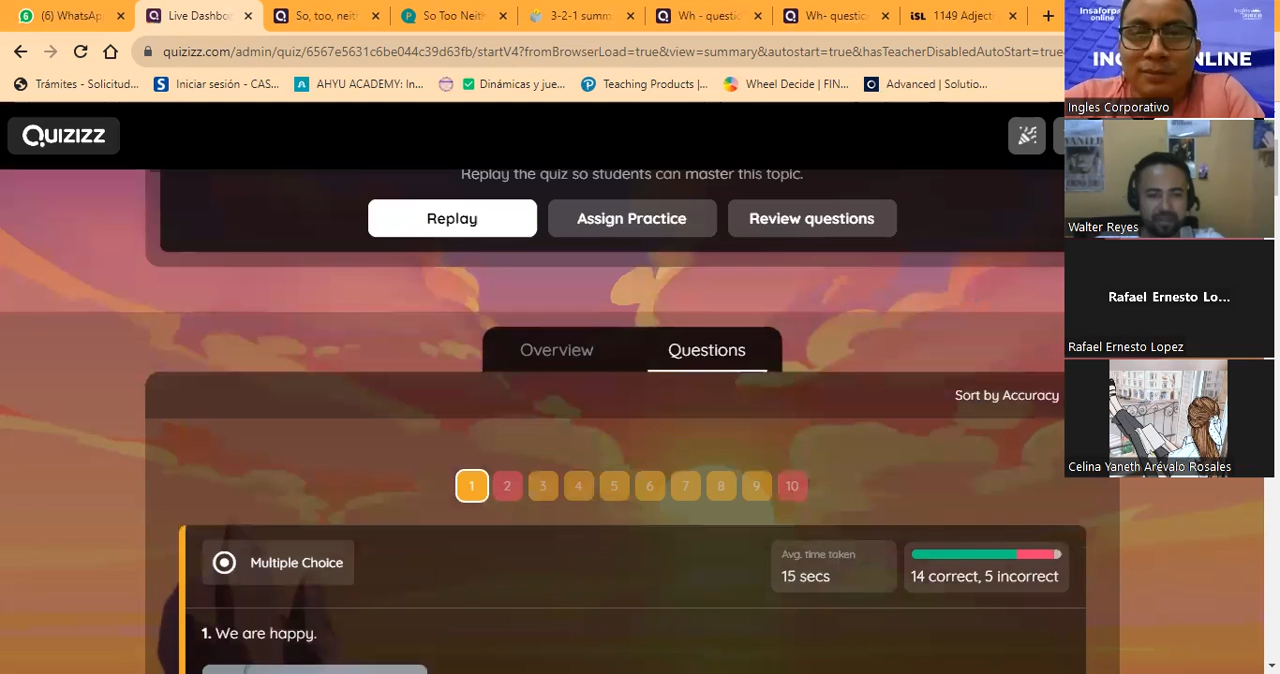 (6) WhatsAp
Live Dashbo
So, too, neit
So Too Neit
3-2-1 sum
Wh - questi
Wh- questi
1149 Adject
quizizz.com/admin/quiz/6567e5631c6be044c39d63fb/startV4?fromBrowserLoad=true&view=summary&autostart=true&hasTeacherDisabledAutoStart=true
Trámites - Solicitud...
Iniciar sesión - CAS...
AHYU ACADEMY: In...
Dinámicas y jue...
Teaching Products |...
Wheel Decide | FIN...
Advanced | Solutio...
Quizizz
Replay the quiz so students can master this topic.
Replay
Assign Practice
Review questions
Overview
Questions
Sort by Accuracy
1 2 3 4 5 6 7 8 9 10
Multiple Choice
Avg. time taken
15 secs
14 correct, 5 incorrect
1. We are happy.
online
Ingles Corporativo
Walter Reyes
Rafael Ernesto Lo...
Rafael Ernesto Lopez
Celina Yaneth Arévalo Rosales